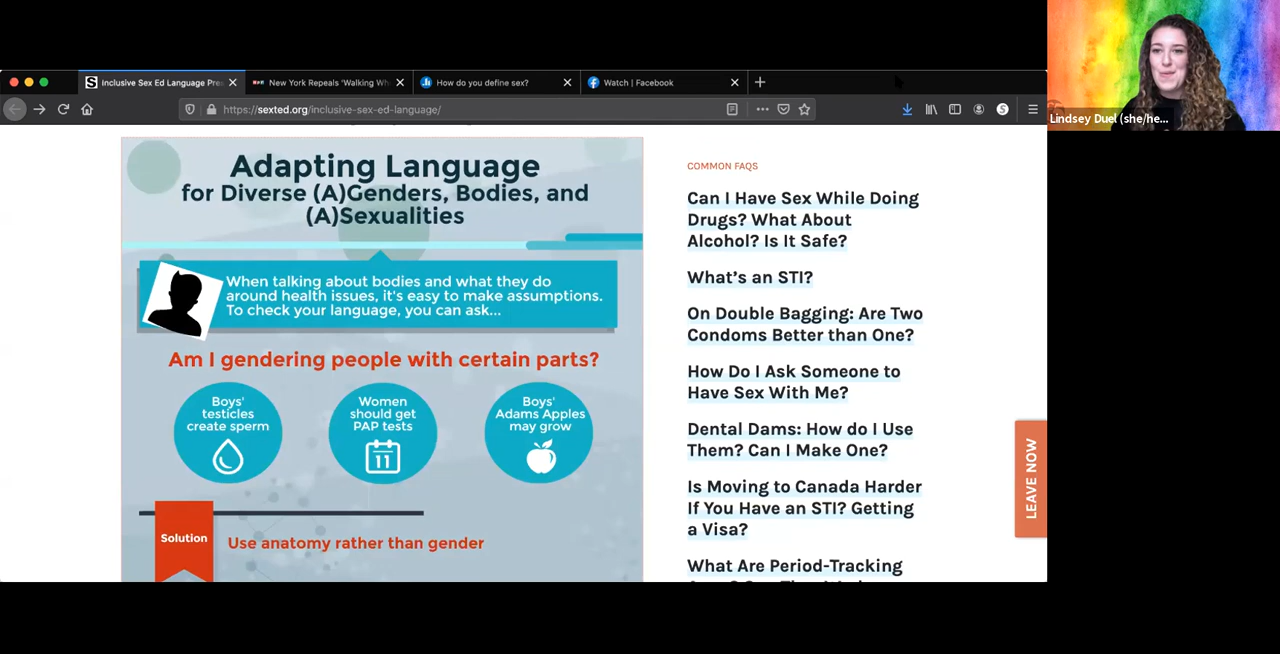 Inclusive Sex Ed Language Pre
New York Repeals 'Walking Wh
How do you define sex?
Watch | Facebook
https://sexted.org/inclusive-sex-ed-language/
Lindsey Duel (she/he...
Adapting Language
for Diverse (A)Genders, Bodies, and
(A)Sexualities
When talking about bodies and what they do
around health issues, it's easy to make assumptions.
To check your language, you can ask...
Am I gendering people with certain parts?
Boys'
testicles
create sperm
Women
should get
PAP tests
11
Boys'
Adams Apples
may grow
Solution
Use anatomy rather than gender
COMMON FAQS
Can I Have Sex While Doing
Drugs? What About
Alcohol? Is It Safe?
What's an STI?
On Double Bagging: Are Two
Condoms Better than One?
How Do I Ask Someone to
Have Sex With Me?
Dental Dams: How do I Use
Them? Can I Make One?
Is Moving to Canada Harder
If You Have an STI? Getting
a Visa?
What Are Period-Tracking
LEAVE NOW